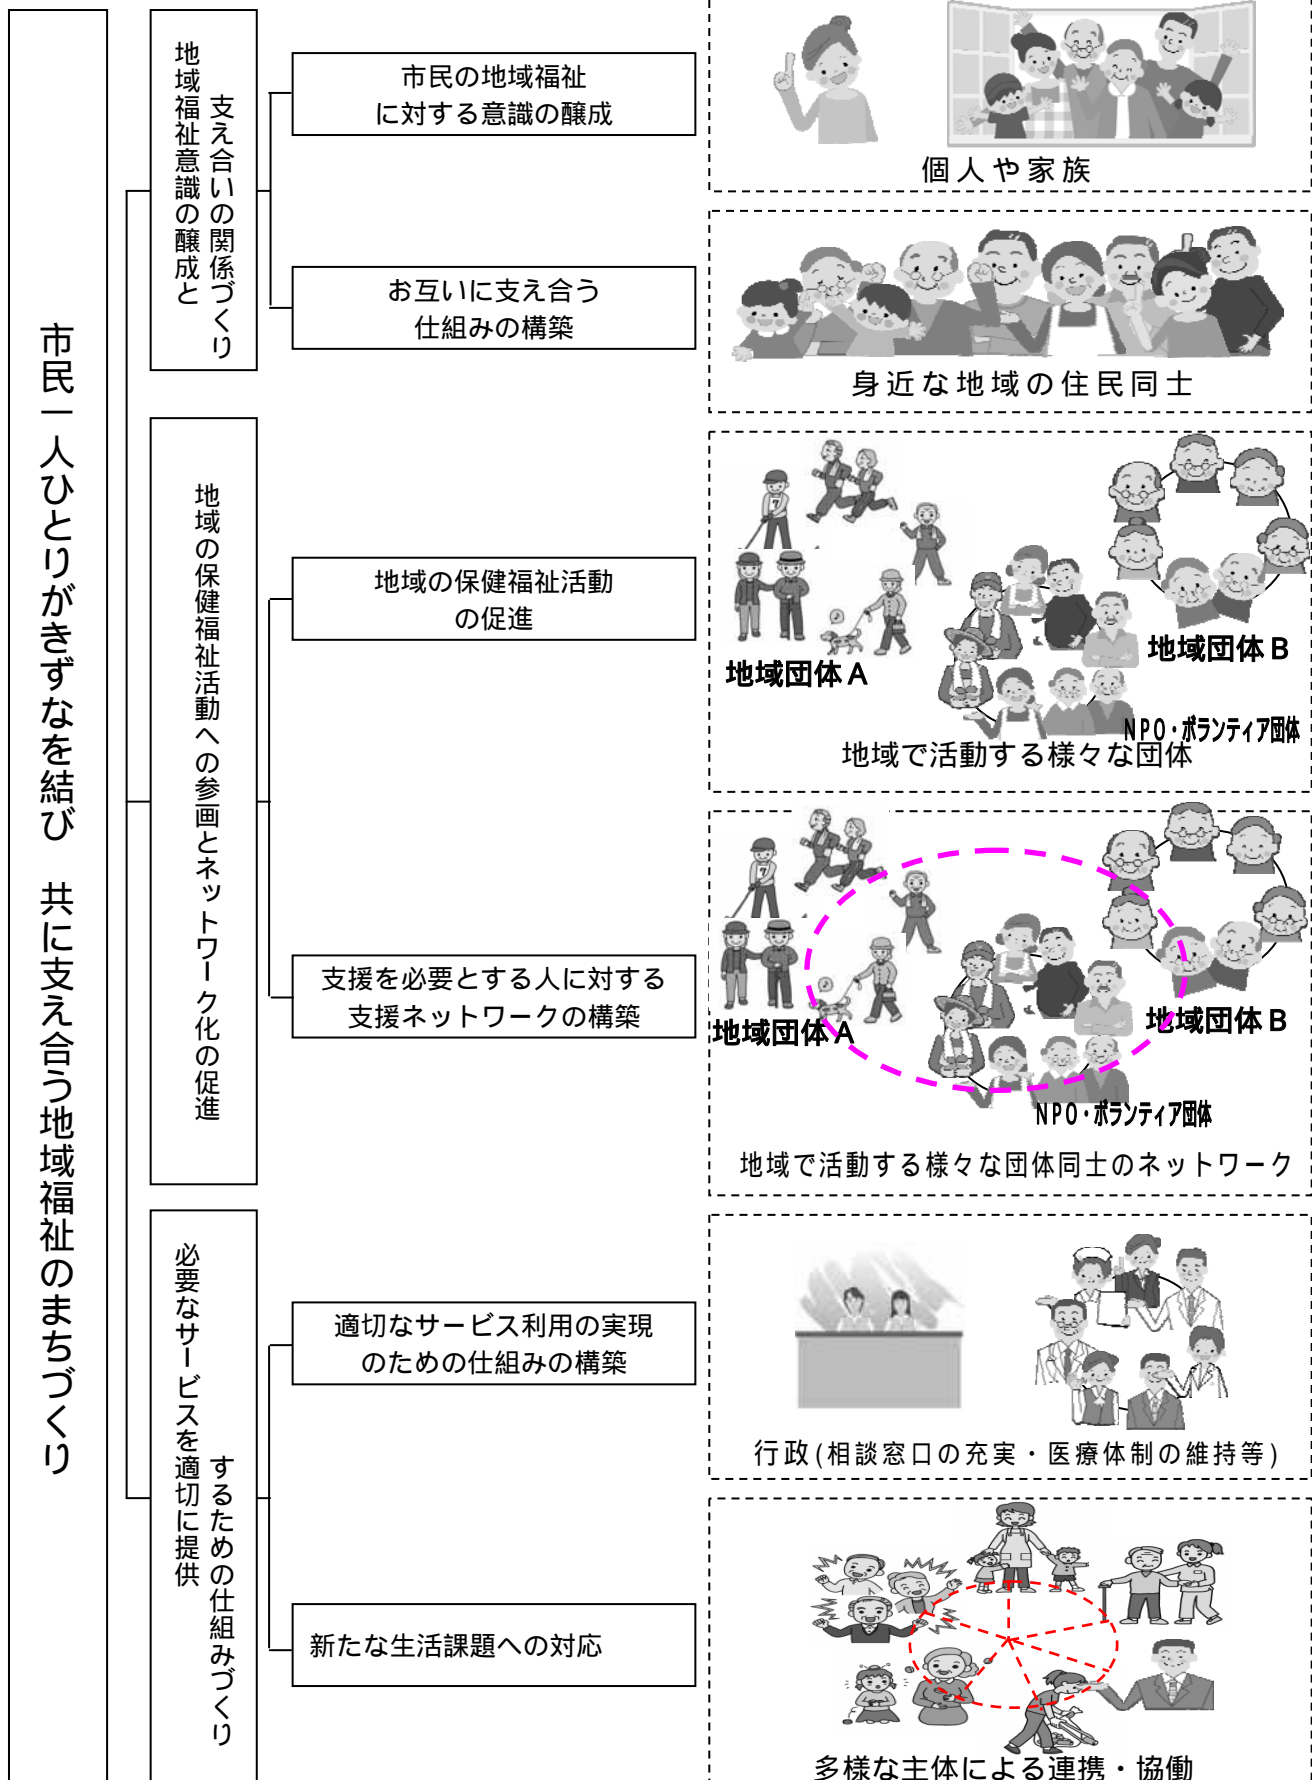 市民一人ひとりがきずなを結び　共に支え合う地域福祉のまちづくり
地域福祉意識の醸成と
支え合いの関係づくり
市民の地域福祉
に対する意識の醸成
お互いに支え合う
仕組みの構築
個人や家族
身近な地域の住民同士
地域の保健福祉活動への参画とネットワーク化の促進
地域の保健福祉活動
の促進
支援を必要とする人に対する
支援ネットワークの構築
7
地域団体A
地域団体B
NPO・ボランティア団体
地域で活動する様々な団体
7
地域団体A
地域団体B
NPO・ボランティア団体
地域で活動する様々な団体同士のネットワーク
必要なサービスを適切に提供
するための仕組みづくり
適切なサービス利用の実現
のための仕組みの構築
新たな生活課題への対応
行政(相談窓口の充実・医療体制の維持等)
多様な主体による連携・協働